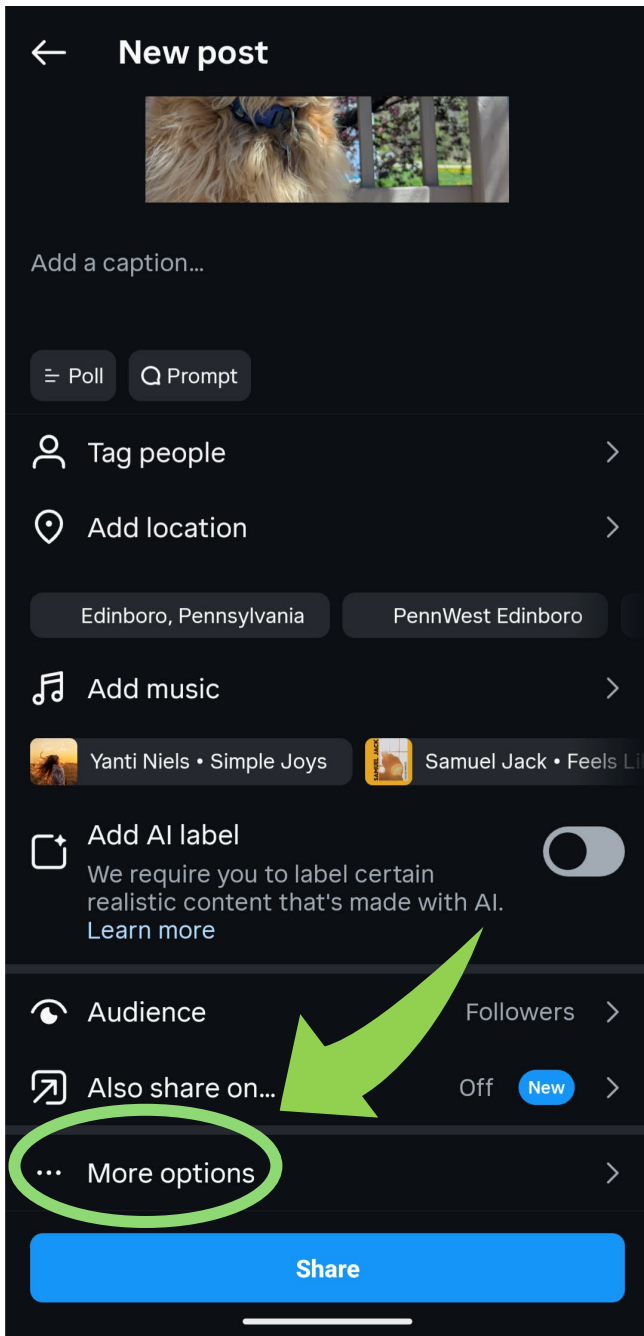 New post
Add a caption...
Poll
Prompt
Tag people
Add location
Edinboro, Pennsylvania
PennWest Edinboro
Add music
Yanti Niels • Simple Joys
SAMUEL JACK
Samuel Jack • Feels Li
Add AI label
We require you to label certain
realistic content that's made with AI.
Learn more
Audience
Followers
Also share on...
Off
New
More options
Share